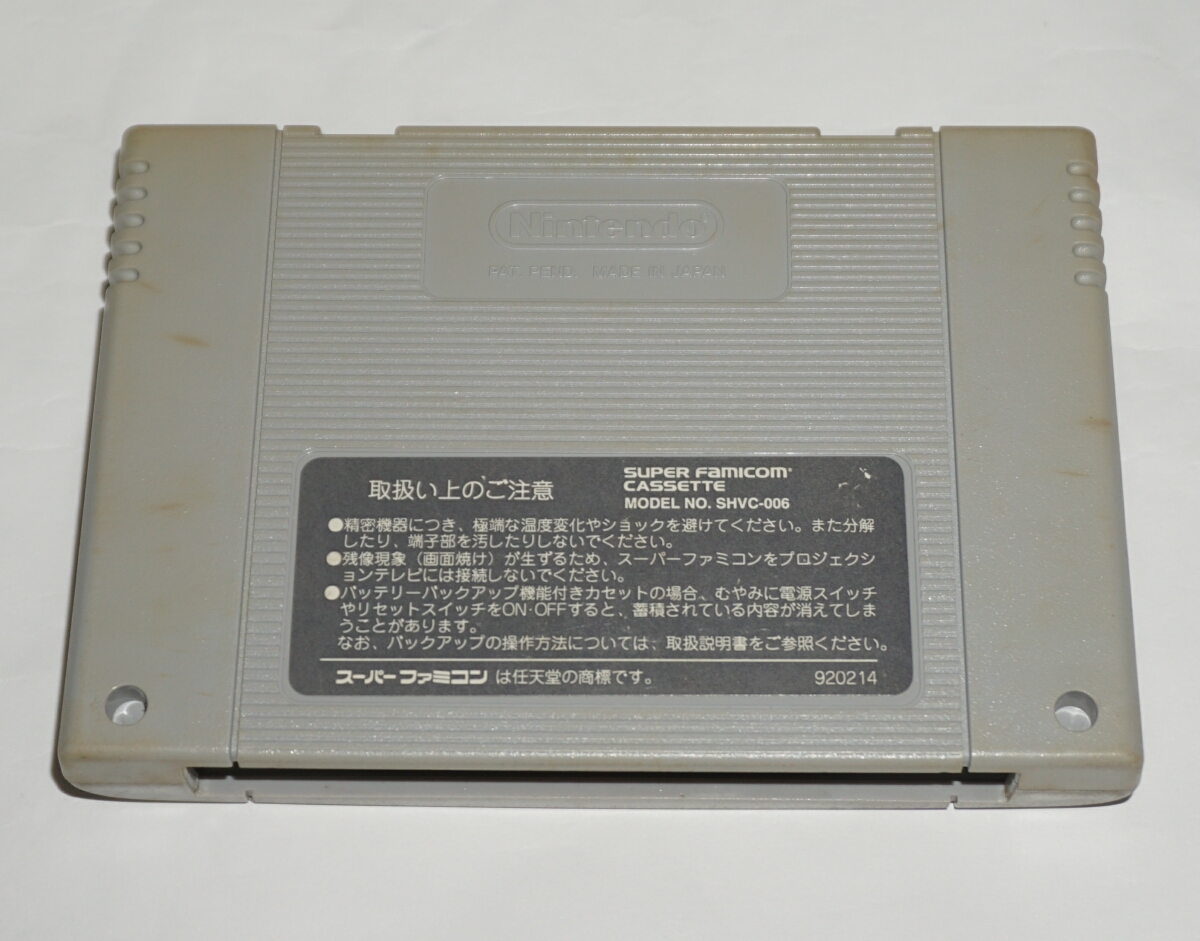 Nintendo®
PAT. PEND. MADE IN JAPAN
取扱い上のご注意
SUPER FAMICOM®
CASSETTE
MODEL NO. SHVC-006
●精密機器につき、極端な温度変化やショックを避けてください。また分解
したり、端子部を汚したりしないでください。
●残像現象（画面焼け）が生ずるため、スーパーファミコンをプロジェクシ
ョンテレビには接続しないでください。
●バッテリーバックアップ機能付きカセットの場合、むやみに電源スイッチ
やリセットスイッチをON・OFFすると、蓄積されている内容が消えてしま
うことがあります。
なお、バックアップの操作方法については、取扱説明書をご参照ください。
スーパーファミコンは任天堂の商標です。 920214